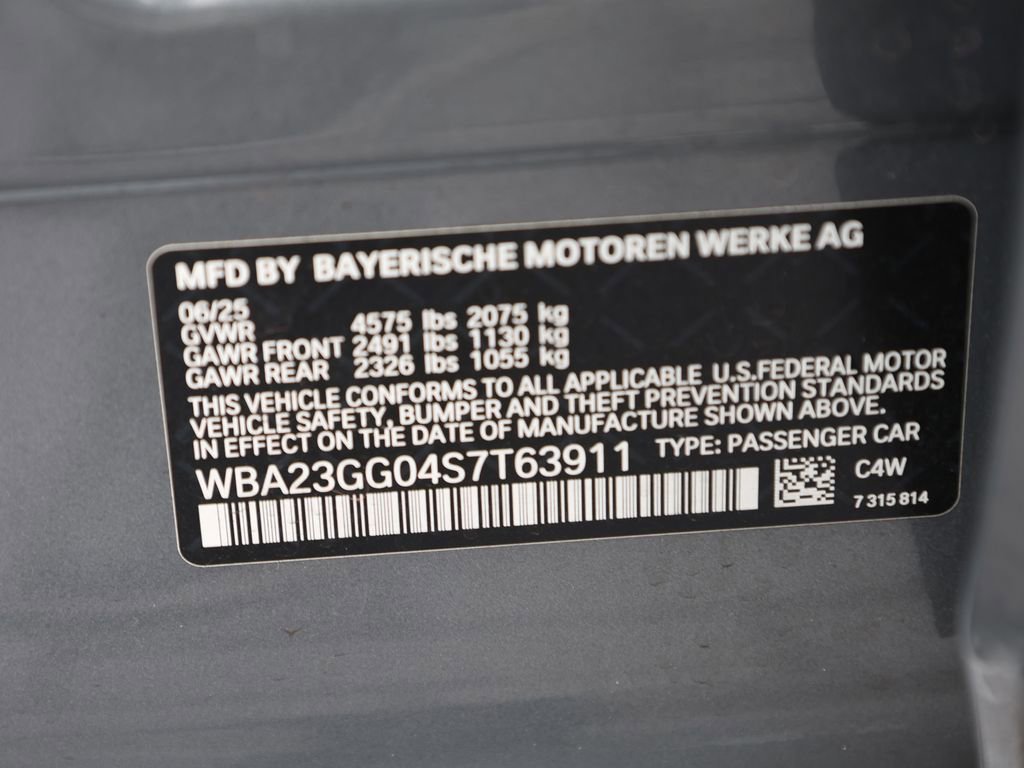 MFD BY BAYERISCHE MOTOREN WERKE AG
06/25
GVWR 4575 lbs 2075 kg
GAWR FRONT 2491 lbs 1130 kg
GAWR REAR 2326 lbs 1055 kg
THIS VEHICLE CONFORMS TO ALL APPLICABLE U.S.FEDERAL MOTOR
VEHICLE SAFETY, BUMPER AND THEFT PREVENTION STANDARDS
IN EFFECT ON THE DATE OF MANUFACTURE SHOWN ABOVE.
WBA23GG04S7T63911 TYPE: PASSENGER CAR
C4W
7 315 814